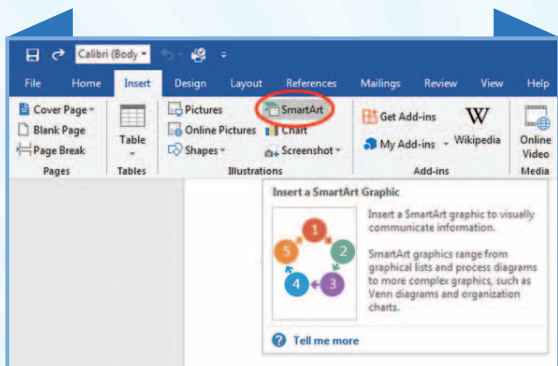 Calibri (Body
File Home Insert Design Layout References Mailings Review View Help
Cover Page
Blank Page
Page Break
Pages
Table
Tables
Pictures
Online Pictures
Shapes
SmartArt
Chart
Screenshot
Illustrations
Get Add-ins
My Add-ins
W
Wikipedia
Add-ins
Online
Video
Media
Insert a SmartArt Graphic
1
2
3
4
5
Insert a SmartArt graphic to visually
communicate information.
SmartArt graphics range from
graphical lists and process diagrams
to more complex graphics, such as
Venn diagrams and organization
charts.
? Tell me more